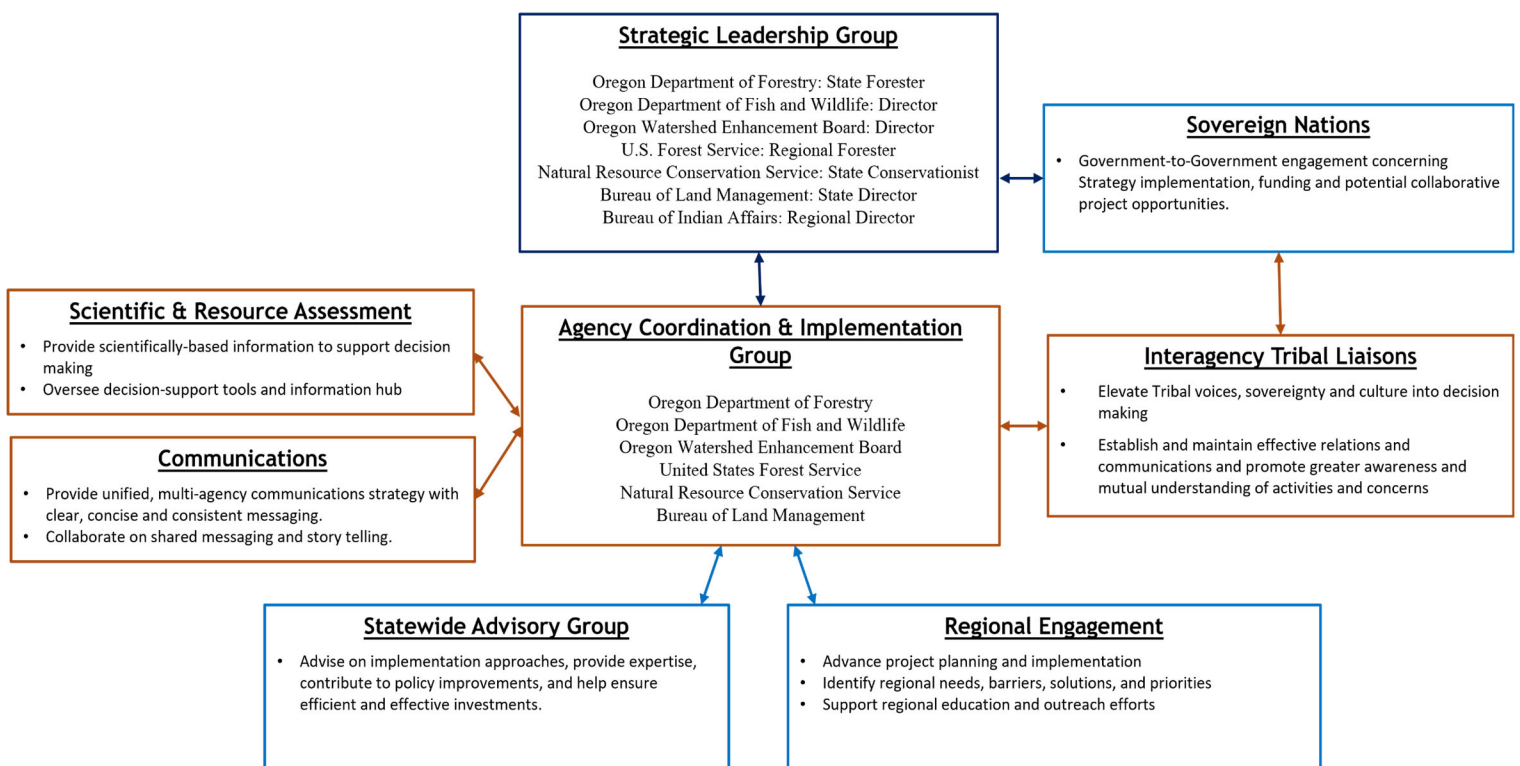 Strategic Leadership Group
Oregon Department of Forestry: State Forester
Oregon Department of Fish and Wildlife: Director
Oregon Watershed Enhancement Board: Director
U.S. Forest Service: Regional Forester
Natural Resource Conservation Service: State Conservationist
Bureau of Land Management: State Director
Bureau of Indian Affairs: Regional Director
Sovereign Nations
• Government-to-Government engagement concerning
Strategy implementation, funding and potential collaborative
project opportunities.
Scientific & Resource Assessment
• Provide scientifically-based information to support decision
making
• Oversee decision-support tools and information hub
Agency Coordination & Implementation
Group
Oregon Department of Forestry
Oregon Department of Fish and Wildlife
Oregon Watershed Enhancement Board
United States Forest Service
Natural Resource Conservation Service
Bureau of Land Management
Interagency Tribal Liaisons
• Elevate Tribal voices, sovereignty and culture into decision
making
• Establish and maintain effective relations and
communications and promote greater awareness and
mutual understanding of activities and concerns
Communications
• Provide unified, multi-agency communications strategy with
clear, concise and consistent messaging.
• Collaborate on shared messaging and story telling.
Statewide Advisory Group
• Advise on implementation approaches, provide expertise,
contribute to policy improvements, and help ensure
efficient and effective investments.
Regional Engagement
• Advance project planning and implementation
• Identify regional needs, barriers, solutions, and priorities
• Support regional education and outreach efforts